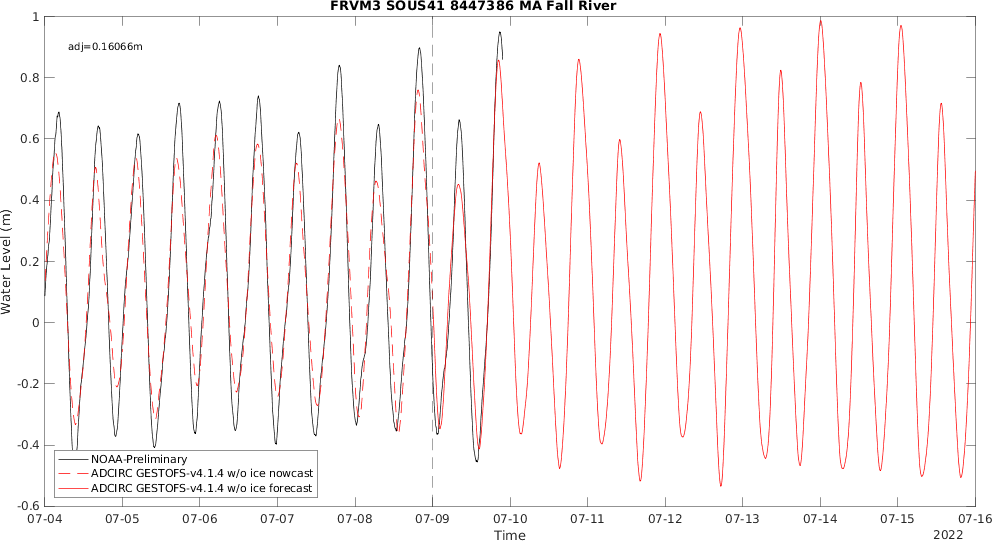 FRVM3 SOUS41 8447386 MA Fall River
adj=0.16066m
1
0.8
0.6
0.4
0.2
0
-0.2
-0.4
-0.6
Water Level (m)
NOAA-Preliminary
ADCIRC GESTOFS-v4.1.4 w/o ice nowcast
ADCIRC GESTOFS-v4.1.4 w/o ice forecast
07-04 07-05 07-06 07-07 07-08 07-09 07-10 07-11 07-12 07-13 07-14 07-15 07-16
Time
2022